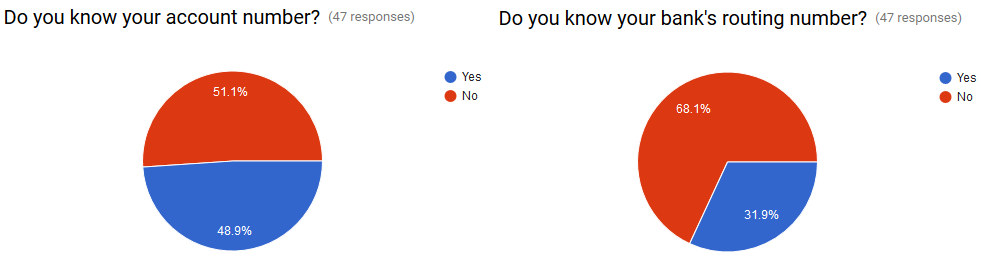 Do you know your account number? (47 responses)
Yes
No
51.1%
48.9%
Do you know your bank's routing number? (47 responses)
Yes
No
68.1%
31.9%